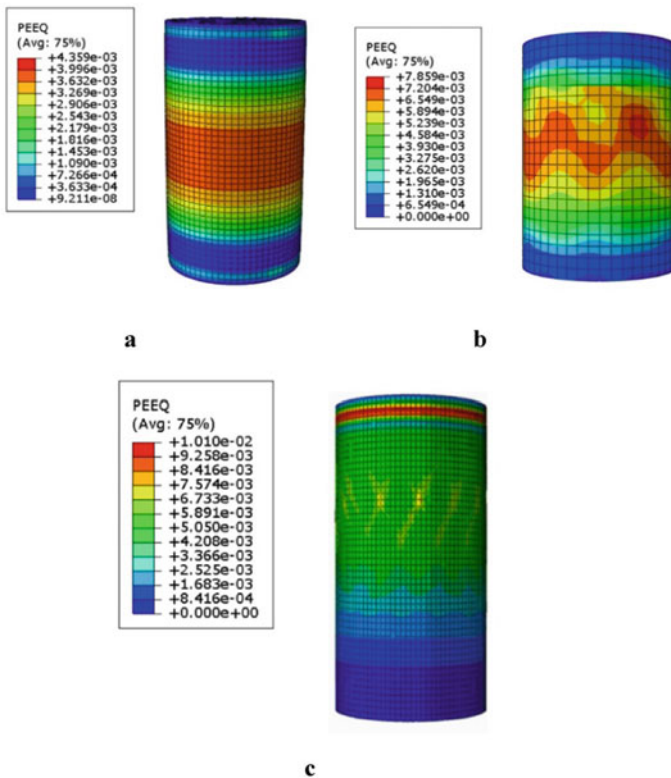 PEEQ
(Avg: 75%)
+4.359e-03
+3.996e-03
+3.632e-03
+3.269e-03
+2.906e-03
+2.543e-03
+2.179e-03
+1.816e-03
+1.453e-03
+1.090e-03
+7.266e-04
+3.633e-04
+9.211e-08
PEEQ
(Avg: 75%)
+7.859e-03
+7.204e-03
+6.549e-03
+5.894e-03
+5.239e-03
+4.584e-03
+3.930e-03
+3.275e-03
+2.620e-03
+1.965e-03
+1.310e-03
+6.549e-04
+0.000e+00
a
b
PEEQ
(Avg: 75%)
+1.010e-02
+9.258e-03
+8.416e-03
+7.574e-03
+6.733e-03
+5.891e-03
+5.050e-03
+4.208e-03
+3.366e-03
+2.525e-03
+1.683e-03
+8.416e-04
+0.000e+00
c